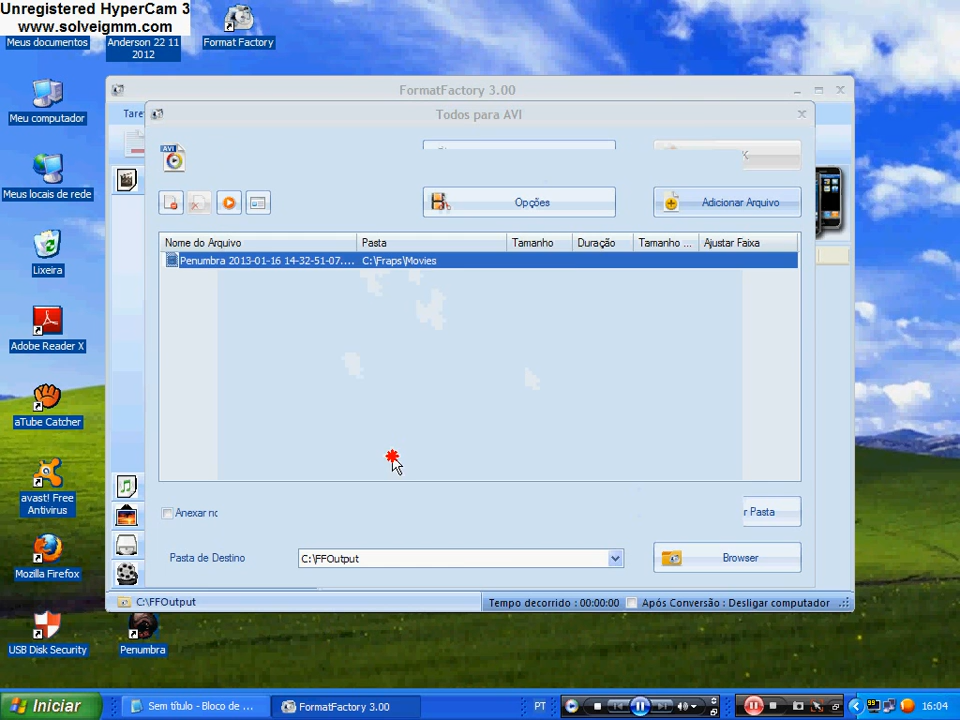 Unregistered HyperCam 3
www.solveigmm.com
Meus documentos
Anderson 22 11
2012
Format Factory
Meu computador
Meus locais de rede
Lixeira
Adobe Reader X
aTube Catcher
avast! Free
Antivirus
Mozilla Firefox
USB Disk Security
Penumbra
FormatFactory 3.00
Todos para AVI
AVI
Opções
Adicionar Arquivo
Nome do Arquivo Pasta Tamanho Duração Tamanho ... Ajustar Faixa
Penumbra 2013-01-16 14-32-51-07.... C:\Fraps\Movies
Anexar
Pasta
Pasta de Destino
C:\FFOutput
Browser
C:\FFOutput
Tempo decorrido : 00:00:00
Após Conversão : Desligar computador
Iniciar
Sem título - Bloco de ...
FormatFactory 3.00
PT
16:04